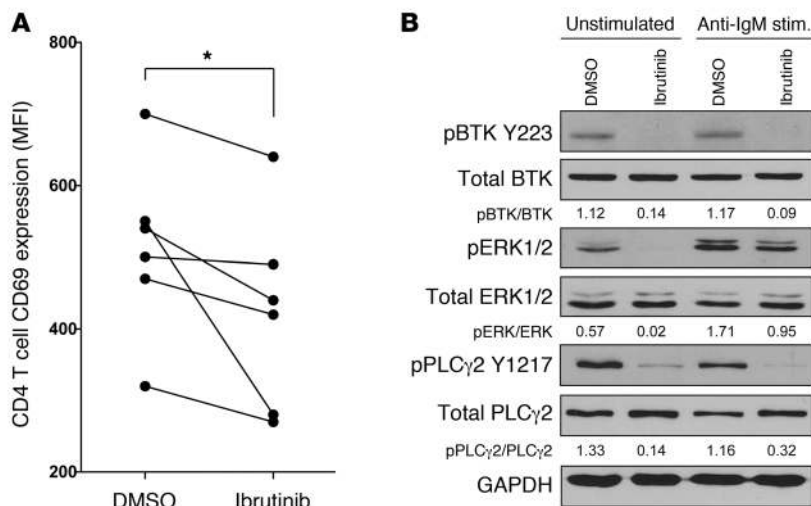 A
CD4 T cell CD69 expression (MFI)
800
600
400
200
*
DMSO Ibrutinib
B
Unstimulated Anti-IgM stim.
DMSO Ibrutinib DMSO Ibrutinib
pBTK Y223
Total BTK
pBTK/BTK 1.12 0.14 1.17 0.09
pERK1/2
Total ERK1/2
pERK/ERK 0.57 0.02 1.71 0.95
pPLCγ2 Y1217
Total PLCγ2
pPLCγ2/PLCγ2 1.33 0.14 1.16 0.32
GAPDH